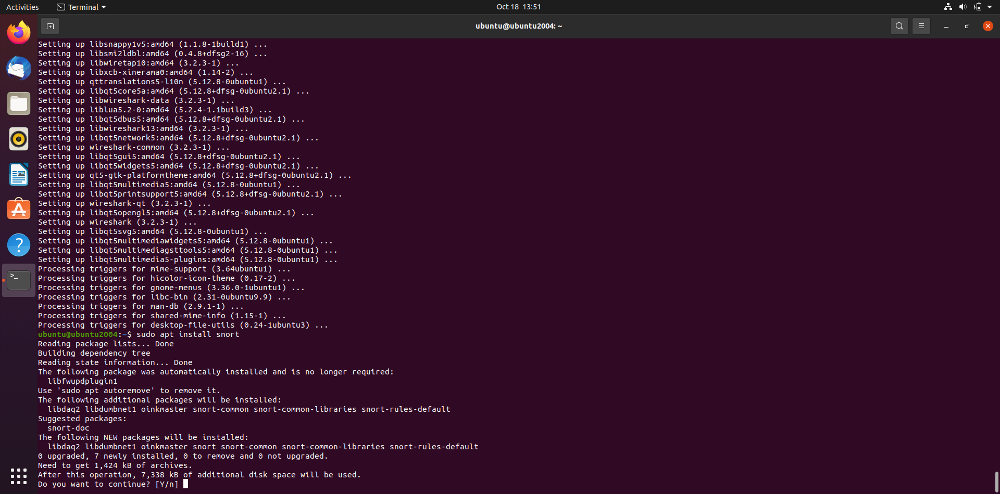 Activities
Terminal
Oct 18 13:51
ubuntu@ubuntu2004: ~
Setting up libsnappy1v5:amd64 (1.1.8-1build1) ...
Setting up libsmi2ldbl:amd64 (0.4.8+dfsg2-16) ...
Setting up libwiretap10:amd64 (3.2.3-1) ...
Setting up libxcb-xinerama0:amd64 (1.14-2) ...
Setting up qttranslations5-l10n (5.12.8-0ubuntu1) ...
Setting up libqt5core5a:amd64 (5.12.8+dfsg-0ubuntu2.1) ...
Setting up libwireshark-data (3.2.3-1) ...
Setting up liblua5.2-0:amd64 (5.2.4-1.1build3) ...
Setting up libqt5dbus5:amd64 (5.12.8+dfsg-0ubuntu2.1) ...
Setting up libwireshark13:amd64 (3.2.3-1) ...
Setting up libqt5network5:amd64 (5.12.8+dfsg-0ubuntu2.1) ...
Setting up wireshark-common (3.2.3-1) ...
Setting up libqt5gui5:amd64 (5.12.8+dfsg-0ubuntu2.1) ...
Setting up libqt5widgets5:amd64 (5.12.8+dfsg-0ubuntu2.1) ...
Setting up qt5-gtk-platformtheme:amd64 (5.12.8+dfsg-0ubuntu2.1) ...
Setting up libqt5multimedia5:amd64 (5.12.8-0ubuntu1) ...
Setting up libqt5printsupport5:amd64 (5.12.8+dfsg-0ubuntu2.1) ...
Setting up wireshark-qt (3.2.3-1) ...
Setting up libqt5opengl5:amd64 (5.12.8+dfsg-0ubuntu2.1) ...
Setting up wireshark (3.2.3-1) ...
Setting up libqt5svg5:amd64 (5.12.8-0ubuntu1) ...
Setting up libqt5multimediawidgets5:amd64 (5.12.8-0ubuntu1) ...
Setting up libqt5multimediagsttools5:amd64 (5.12.8-0ubuntu1) ...
Setting up libqt5multimedia5-plugins:amd64 (5.12.8-0ubuntu1) ...
Processing triggers for mime-support (3.64ubuntu1) ...
Processing triggers for hicolor-icon-theme (0.17-2) ...
Processing triggers for gnome-menus (3.36.0-1ubuntu1) ...
Processing triggers for libc-bin (2.31-0ubuntu9.9) ...
Processing triggers for man-db (2.9.1-1) ...
Processing triggers for shared-mime-info (1.15-1) ...
Processing triggers for desktop-file-utils (0.24-1ubuntu3) ...
ubuntu@ubuntu2004:~$ sudo apt install snort
Reading package lists... Done
Building dependency tree
Reading state information... Done
The following package was automatically installed and is no longer required:
  libfwupdplugin1
Use 'sudo apt autoremove' to remove it.
The following additional packages will be installed:
  libdaq2 libdumbnet1 oinkmaster snort-common snort-common-libraries snort-rules-default
Suggested packages:
  snort-doc
The following NEW packages will be installed:
  libdaq2 libdumbnet1 oinkmaster snort snort-common snort-common-libraries snort-rules-default
0 upgraded, 7 newly installed, 0 to remove and 0 not upgraded.
Need to get 1,424 kB of archives.
After this operation, 7,338 kB of additional disk space will be used.
Do you want to continue? [Y/n]